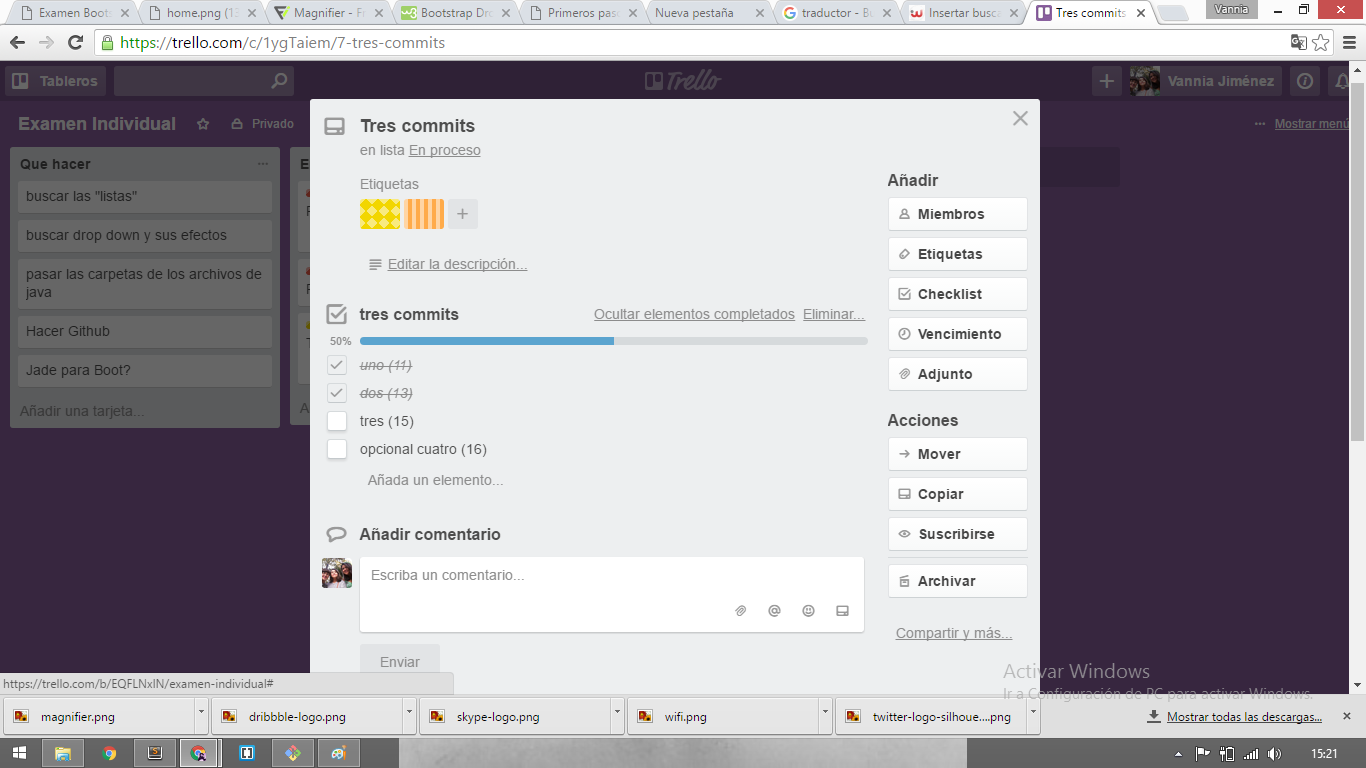 Examen Boots
home.png (13
Magnifier - F
Bootstrap Dro
Primeros pas
Nueva pestaña
traductor - Bu
Insertar busca
Tres commits
Vannia
https://trello.com/c/1ygTaiem/7-tres-commits
Tableros
Trello
Vannia Jiménez
Examen Individual
Privado
Mostrar menú
Que hacer
buscar las "listas"
buscar drop down y sus efectos
pasar las carpetas de los archivos de
java
Hacer Github
Jade para Boot?
Añadir una tarjeta...
Tres commits
en lista En proceso
Etiquetas
Editar la descripción...
tres commits
Ocultar elementos completados
Eliminar...
50%
uno (11)
dos (13)
tres (15)
opcional cuatro (16)
Añada un elemento...
Añadir comentario
Escriba un comentario...
Enviar
Añadir
Miembros
Etiquetas
Checklist
Vencimiento
Adjunto
Acciones
Mover
Copiar
Suscribirse
Archivar
Compartir y más...
Activar Windows
Ir a Configuración de PC para activar Windows.
https://trello.com/b/EQFLNxIN/examen-individual#
magnifier.png
dribbble-logo.png
skype-logo.png
wifi.png
twitter-logo-silhoue....png
Mostrar todas las descargas...
15:21